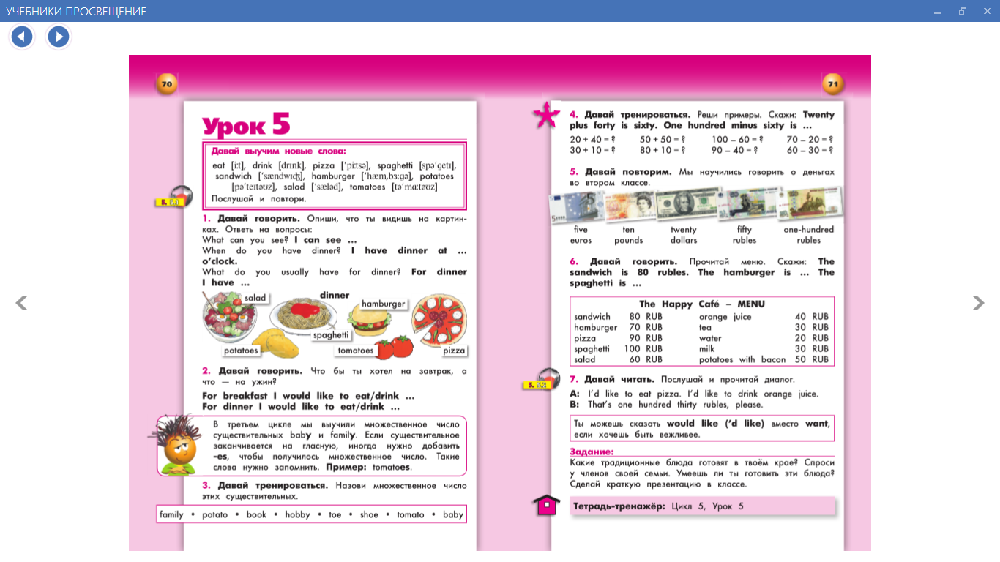 УЧЕБНИКИ ПРОСВЕЩЕНИЕ
70
Урок 5
Давай выучим новые слова:
eat [i:t], drink [drɪnk], pizza [ˈpi:tsə], spaghetti [spəˈgetɪ],
sandwich [ˈsændwɪʤ], hamburger [ˈhæm,bɜ:gə], potatoes
[pəˈteɪtəʊz], salad [ˈsæləd], tomatoes [təˈmɑ:təʊz]
Послушай и повтори.
1. Давай говорить. Опиши, что ты видишь на картин-
ках. Ответь на вопросы:
What can you see? I can see ...
When do you have dinner? I have dinner at ...
o'clock.
What do you usually have for dinner? For dinner
I have ...
salad
dinner
hamburger
spaghetti
potatoes
tomatoes
pizza
2. Давай говорить. Что бы ты хотел на завтрак, а
что — на ужин?
For breakfast I would like to eat/drink ...
For dinner I would like to eat/drink ...
В третьем цикле мы выучили множественное число
существительных baby и family. Если существительное
заканчивается на гласную, иногда нужно добавить
-es, чтобы получилось множественное число. Такие
слова нужно запомнить. Пример: tomatoes.
3. Давай тренироваться. Назови множественное число
этих существительных.
family • potato • book • hobby • toe • shoe • tomato • baby
71
4. Давай тренироваться. Реши примеры. Скажи: Twenty
plus forty is sixty. One hundred minus sixty is ...
20 + 40 = ? 50 + 50 = ? 100 – 60 = ? 70 – 20 = ?
30 + 10 = ? 80 + 10 = ? 90 – 40 = ? 60 – 30 = ?
5. Давай повторим. Мы научились говорить о деньгах
во втором классе.
five ten twenty fifty one-hundred
euros pounds dollars rubles rubles
6. Давай говорить. Прочитай меню. Скажи: The
sandwich is 80 rubles. The hamburger is ... The
spaghetti is ...
The Happy Café – MENU
sandwich 80 RUB orange juice 40 RUB
hamburger 70 RUB tea 30 RUB
pizza 90 RUB water 20 RUB
spaghetti 100 RUB milk 30 RUB
salad 60 RUB potatoes with bacon 50 RUB
7. Давай читать. Послушай и прочитай диалог.
A: I'd like to eat pizza. I'd like to drink orange juice.
B: That's one hundred thirty rubles, please.
Ты можешь сказать would like ('d like) вместо want,
если хочешь быть вежливее.
Задание:
Какие традиционные блюда готовят в твоём крае? Спроси
у членов своей семьи. Умеешь ли ты готовить эти блюда?
Сделай краткую презентацию в классе.
Тетрадь-тренажёр: Цикл 5, Урок 5